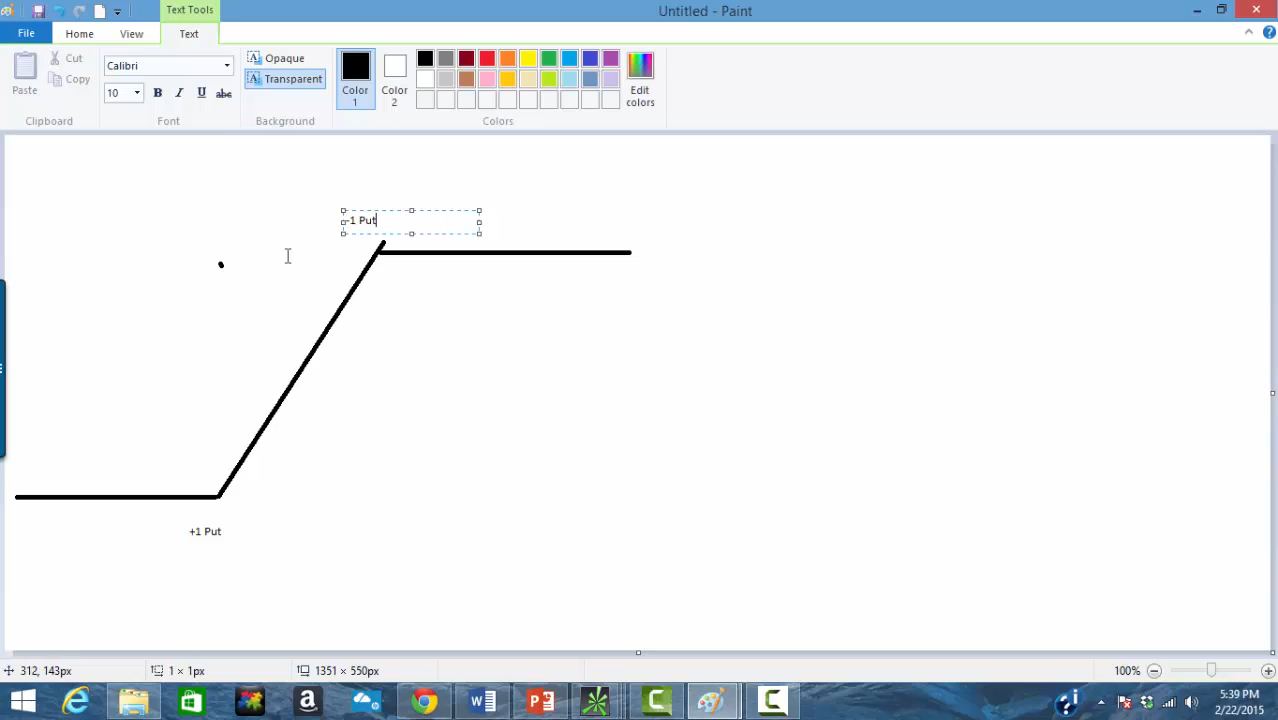 Text Tools
Untitled - Paint
File
Home
View
Text
Paste
Cut
Copy
Clipboard
Calibri
10
B
I
U
abc
Font
Opaque
Transparent
Background
Color 1
Color 2
Edit colors
Colors
-1 Put
+1 Put
312, 143px
1 × 1px
1351 × 550px
100%
5:39 PM
2/22/2015